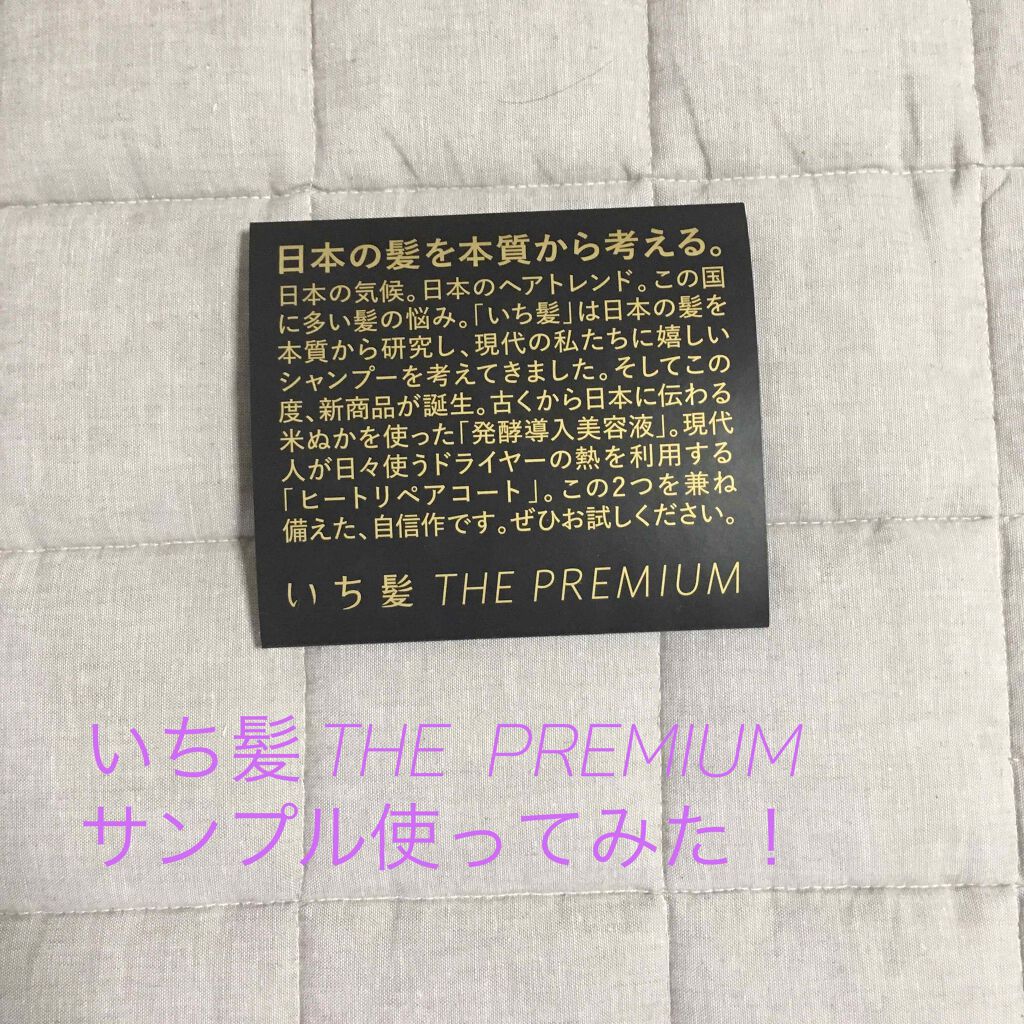 日本の髪を本質から考える。
日本の気候。日本のヘアトレンド。この国
に多い髪の悩み。「いち髪」は日本の髪を
本質から研究し、現代の私たちに嬉しい
シャンプーを考えてきました。そしてこの
度、新商品が誕生。古くから日本に伝わる
米ぬかを使った「発酵導入美容液」。現代
人が日々使うドライヤーの熱を利用する
「ヒートリペアコート」。この2つを兼ね
備えた、自信作です。ぜひお試しください。
いち髪 THE PREMIUM
いち髪 THE PREMIUM
サンプル使ってみた！